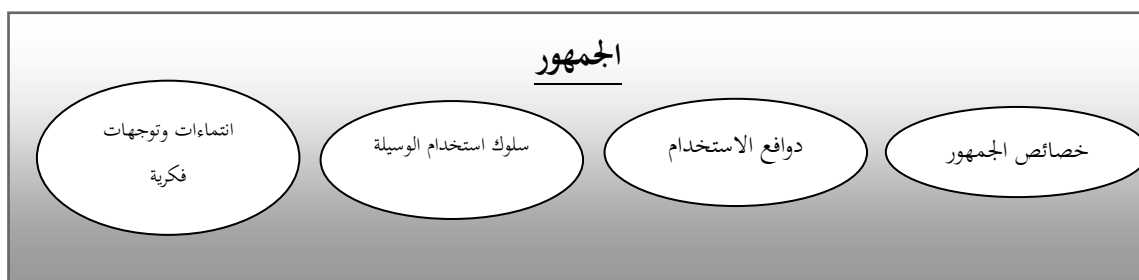 الجمهور
خصائص الجمهور
دوافع الاستخدام
سلوك استخدام الوسيلة
انتماءات وتوجهات
فكرية